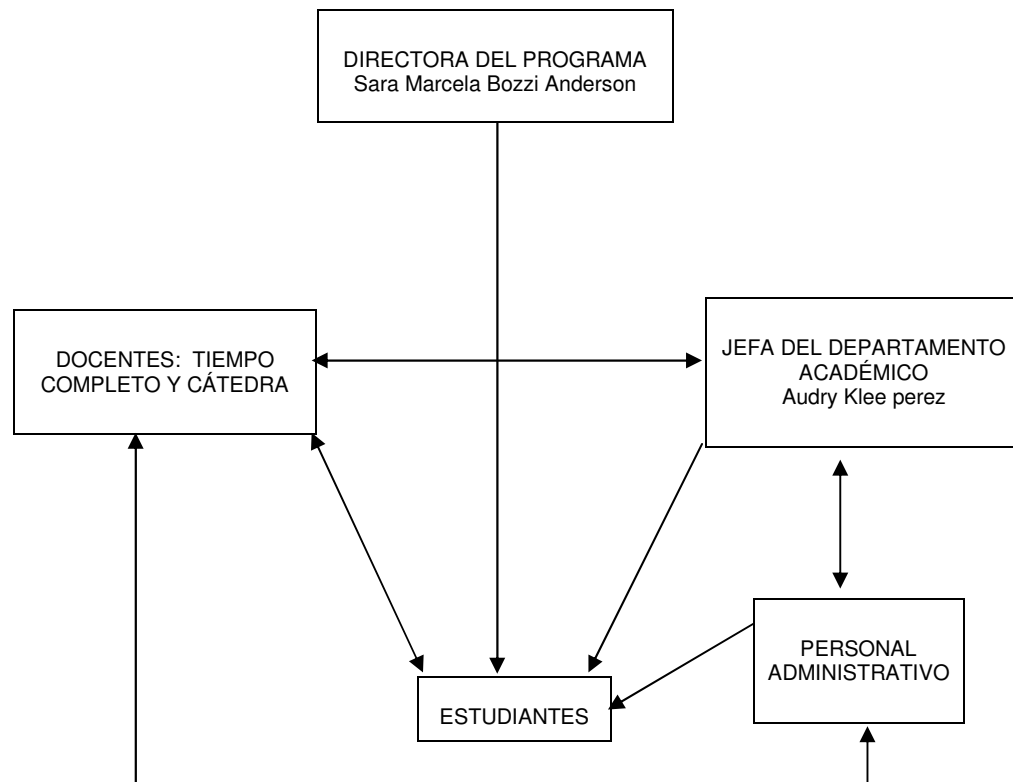 DIRECTORA DEL PROGRAMA
Sara Marcela Bozzi Anderson
DOCENTES: TIEMPO
COMPLETO Y CÁTEDRA
JEFA DEL DEPARTAMENTO
ACADÉMICO
Audry Klee perez
PERSONAL
ADMINISTRATIVO
ESTUDIANTES